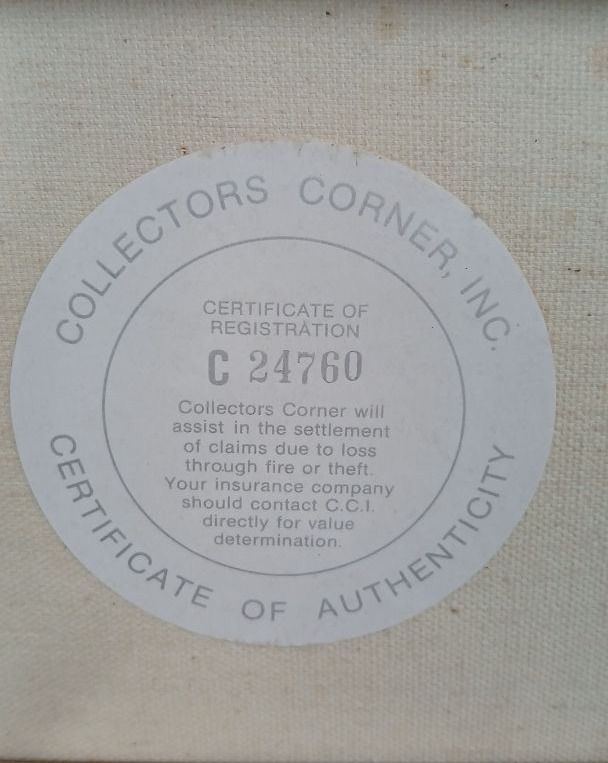 COLLECTORS CORNER, INC.
CERTIFICATE OF
REGISTRATION
C 24760
Collectors Corner will
assist in the settlement
of claims due to loss
through fire or theft.
Your insurance company
should contact C.C.I.
directly for value
determination.
CERTIFICATE OF AUTHENTICITY